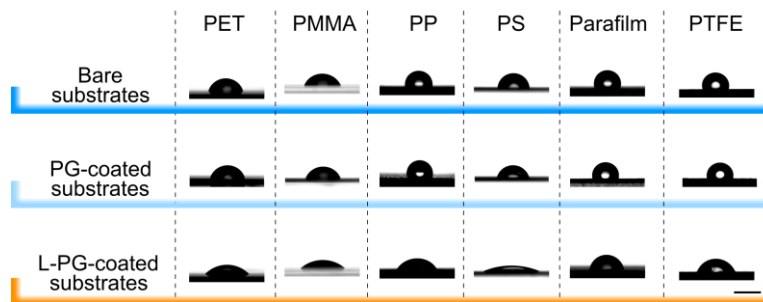 PET PMMA PP PS Parafilm PTFE
Bare
substrates
PG-coated
substrates
L-PG-coated
substrates